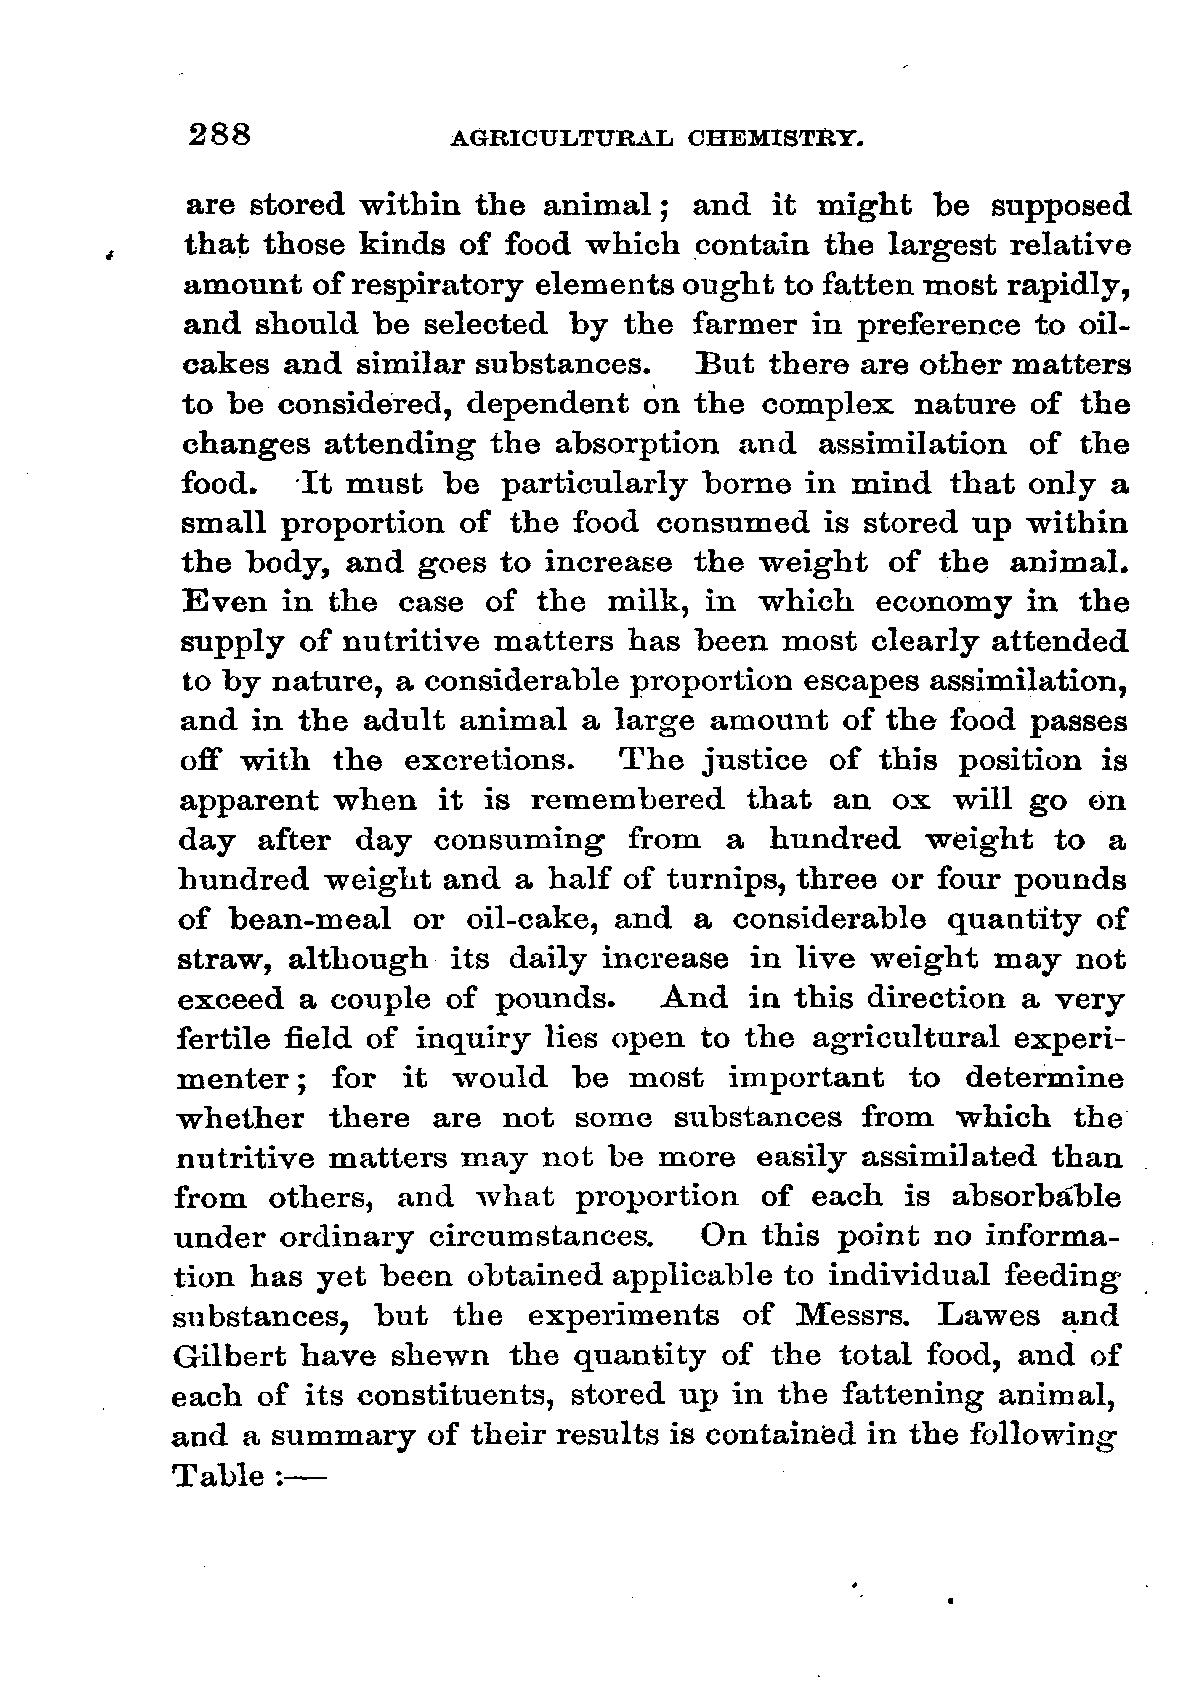 288 AGRICULTURAL CHEMISTRY.
are stored within the animal; and it might be supposed
that those kinds of food which contain the largest relative
amount of respiratory elements ought to fatten most rapidly,
and should be selected by the farmer in preference to oil-
cakes and similar substances. But there are other matters
to be considered, dependent on the complex nature of the
changes attending the absorption and assimilation of the
food. It must be particularly borne in mind that only a
small proportion of the food consumed is stored up within
the body, and goes to increase the weight of the animal.
Even in the case of the milk, in which economy in the
supply of nutritive matters has been most clearly attended
to by nature, a considerable proportion escapes assimilation,
and in the adult animal a large amount of the food passes
off with the excretions. The justice of this position is
apparent when it is remembered that an ox will go on
day after day consuming from a hundred weight to a
hundred weight and a half of turnips, three or four pounds
of bean-meal or oil-cake, and a considerable quantity of
straw, although its daily increase in live weight may not
exceed a couple of pounds. And in this direction a very
fertile field of inquiry lies open to the agricultural experi-
menter; for it would be most important to determine
whether there are not some substances from which the
nutritive matters may not be more easily assimilated than
from others, and what proportion of each is absorbable
under ordinary circumstances. On this point no informa-
tion has yet been obtained applicable to individual feeding
substances, but the experiments of Messrs. Lawes and
Gilbert have shewn the quantity of the total food, and of
each of its constituents, stored up in the fattening animal,
and a summary of their results is contained in the following
Table :—